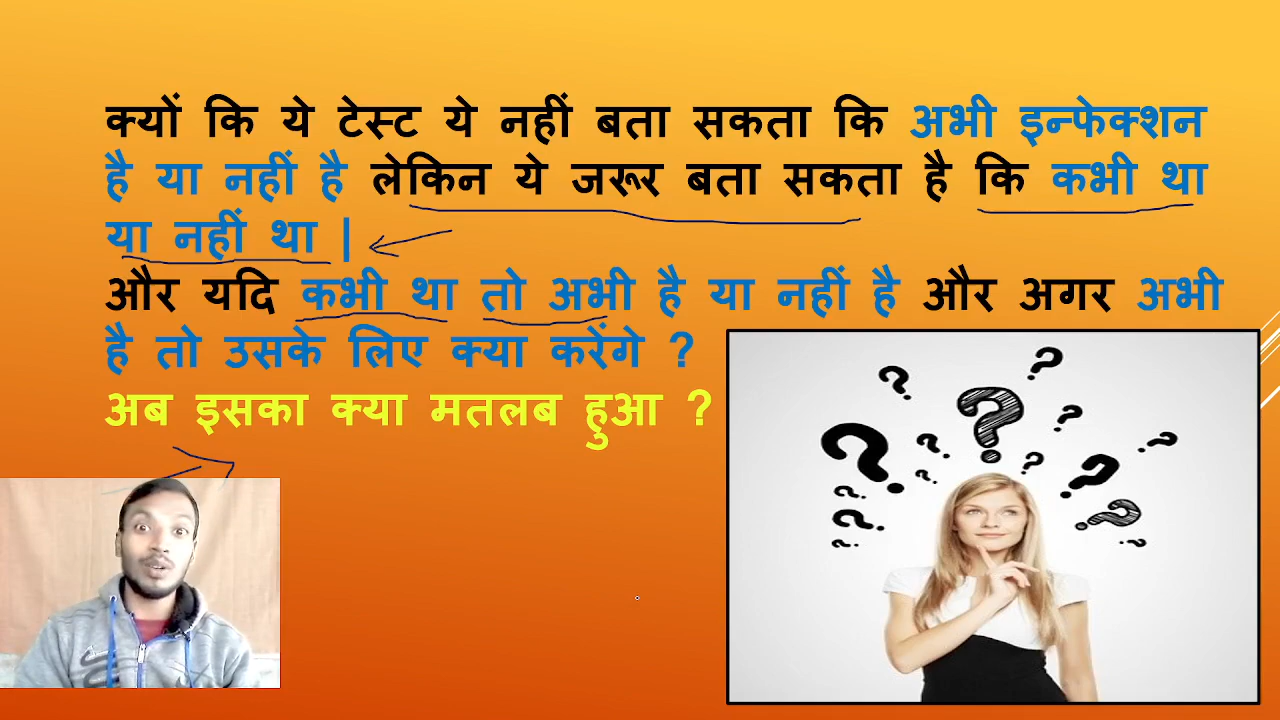 क्यों कि ये टेस्ट ये नहीं बता सकता कि अभी इन्फेक्शन
है या नहीं है लेकिन ये जरूर बता सकता है कि कभी था
या नहीं था |
और यदि कभी था तो अभी है या नहीं है और अगर अभी
है तो उसके लिए क्या करेंगे ?
अब इसका क्या मतलब हुआ ?